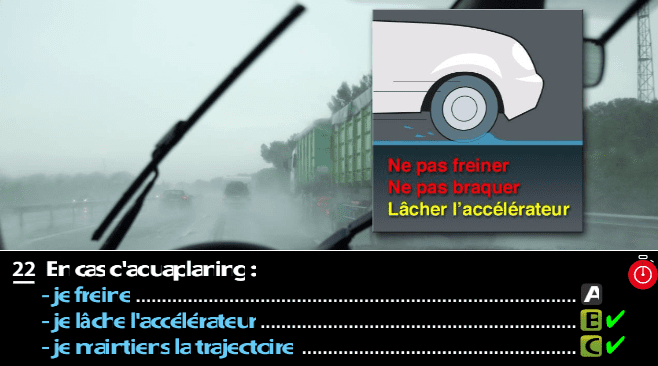 Ne pas freiner
Ne pas braquer
Lâcher l'accélérateur
22 En cas d'aquaplaning :
- je freine ........................................ A
- je lâche l'accélérateur ........................................ B ✔
- je maintiens la trajectoire ........................................ C ✔